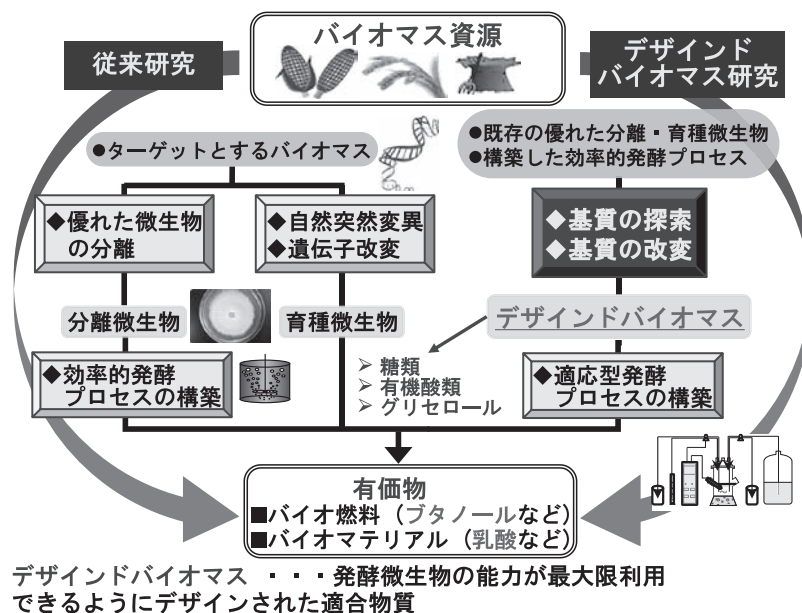 バイオマス資源
従来研究
デザインド
バイオマス研究
●ターゲットとするバイオマス
●既存の優れた分離・育種微生物
●構築した効率的発酵プロセス
◆優れた微生物
の分離
◆自然突然変異
◆遺伝子改変
◆基質の探索
◆基質の改変
分離微生物
育種微生物
デザインドバイオマス
◆効率的発酵
プロセスの構築
➢ 糖類
➢ 有機酸類
➢ グリセロール
◆適応型発酵
プロセスの構築
有価物
■バイオ燃料（ブタノールなど）
■バイオマテリアル（乳酸など）
デザインドバイオマス ・・・発酵微生物の能力が最大限利用
できるようにデザインされた適合物質